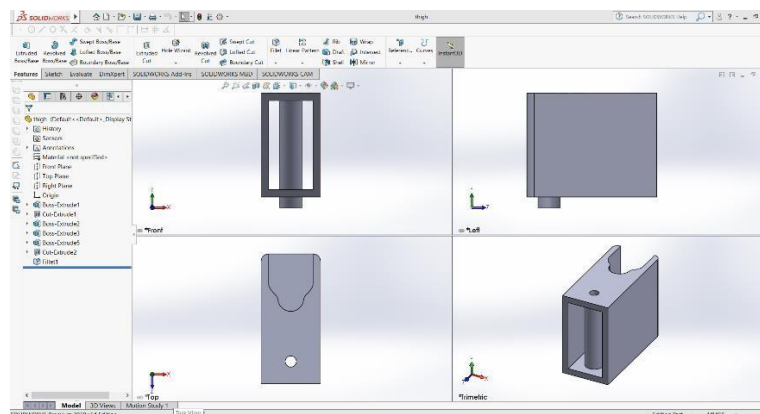 SOLIDWORKS
thigh
Search SOLIDWORKS Help
Extruded Boss/Base
Revolved Boss/Base
Swept Boss/Base
Lofted Boss/Base
Boundary Boss/Base
Extruded Cut
Hole Wizard
Revolved Cut
Swept Cut
Lofted Cut
Boundary Cut
Fillet
Linear Pattern
Rib
Draft
Shell
Wrap
Intersect
Mirror
Curves
Instant3D
Features Sketch Evaluate DimXpert SOLIDWORKS Add-Ins SOLIDWORKS MBD SOLIDWORKS CAM
thigh (Default<<Default>_Display St
History
Sensors
Annotations
Material <not specified>
Front Plane
Top Plane
Right Plane
Origin
Boss-Extrude1
Cut-Extrude1
Boss-Extrude2
Boss-Extrude3
Boss-Extrude5
Cut-Extrude2
Fillet1
*Front
*Left
*Top
*Trimetric
Model 3D Views Motion Study 1